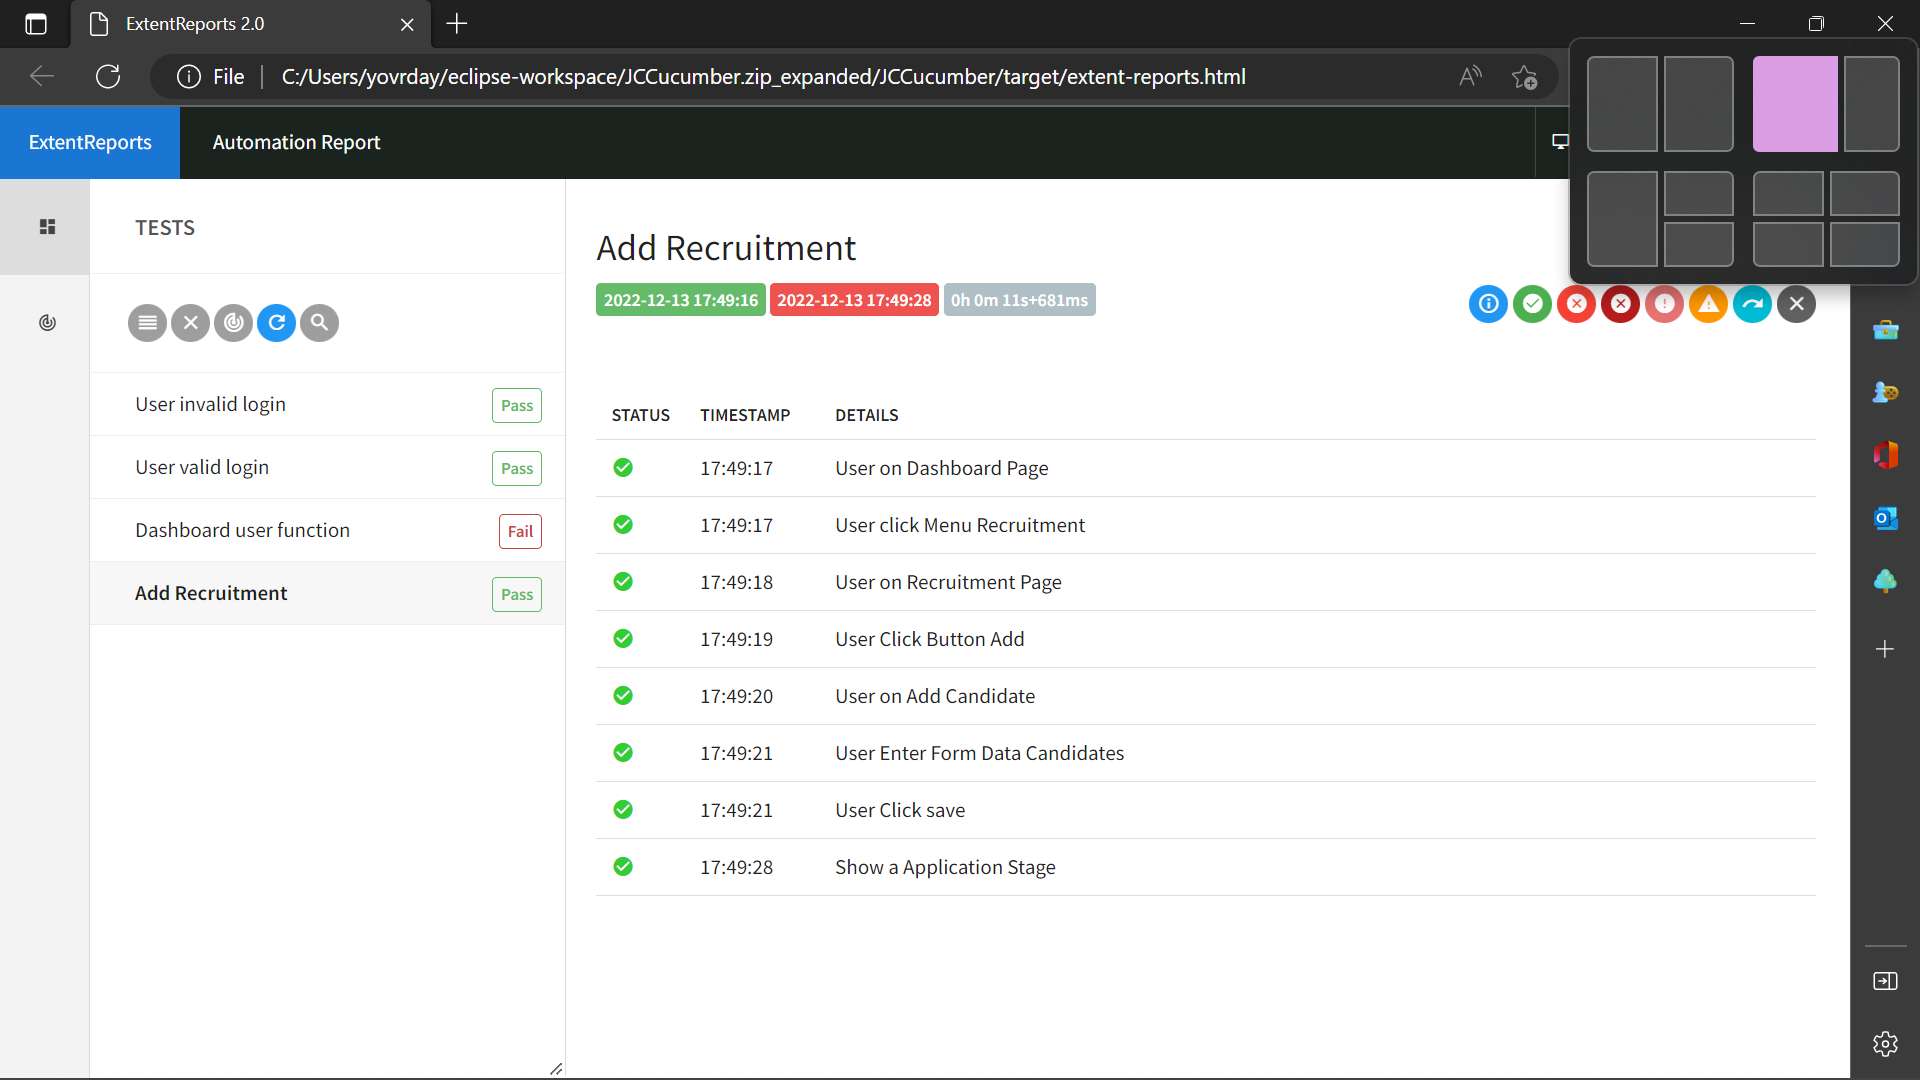 ExtentReports 2.0
File
C:/Users/yovrday/eclipse-workspace/JCCucumber.zip_expanded/JCCucumber/target/extent-reports.html
ExtentReports
Automation Report
TESTS
User invalid login Pass
User valid login Pass
Dashboard user function Fail
Add Recruitment Pass
Add Recruitment
2022-12-13 17:49:16 2022-12-13 17:49:28 0h 0m 11s+681ms
STATUS TIMESTAMP DETAILS
17:49:17 User on Dashboard Page
17:49:17 User click Menu Recruitment
17:49:18 User on Recruitment Page
17:49:19 User Click Button Add
17:49:20 User on Add Candidate
17:49:21 User Enter Form Data Candidates
17:49:21 User Click save
17:49:28 Show a Application Stage